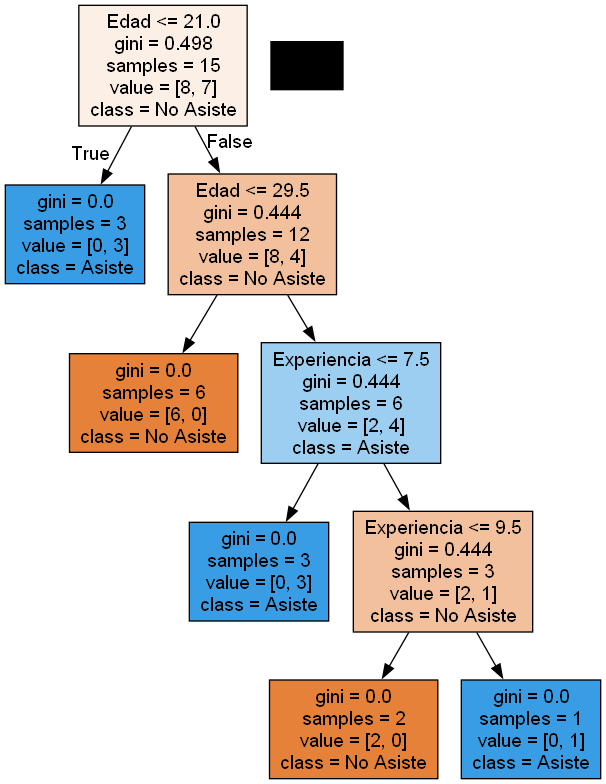 Edad <= 21.0
gini = 0.498
samples = 15
value = [8, 7]
class = No Asiste
True
False
gini = 0.0
samples = 3
value = [0, 3]
class = Asiste
Edad <= 29.5
gini = 0.444
samples = 12
value = [8, 4]
class = No Asiste
gini = 0.0
samples = 6
value = [6, 0]
class = No Asiste
Experiencia <= 7.5
gini = 0.444
samples = 6
value = [2, 4]
class = Asiste
gini = 0.0
samples = 3
value = [0, 3]
class = Asiste
Experiencia <= 9.5
gini = 0.444
samples = 3
value = [2, 1]
class = No Asiste
gini = 0.0
samples = 2
value = [2, 0]
class = No Asiste
gini = 0.0
samples = 1
value = [0, 1]
class = Asiste